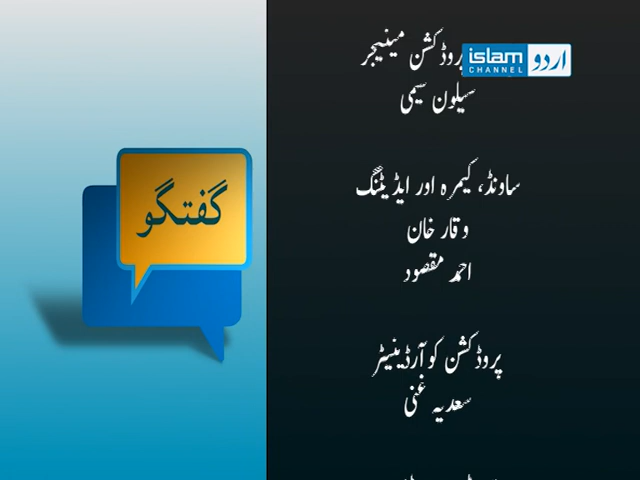 پروڈکشن مینیجر
islam
CHANNEL
اردو
سیلون سیمی
ساونڈ، کیمرہ اور ایڈیٹنگ
وقار خان
احمد مقصود
پروڈکشن کوآرڈینیٹر
سعدیہ غنی
گفتگو